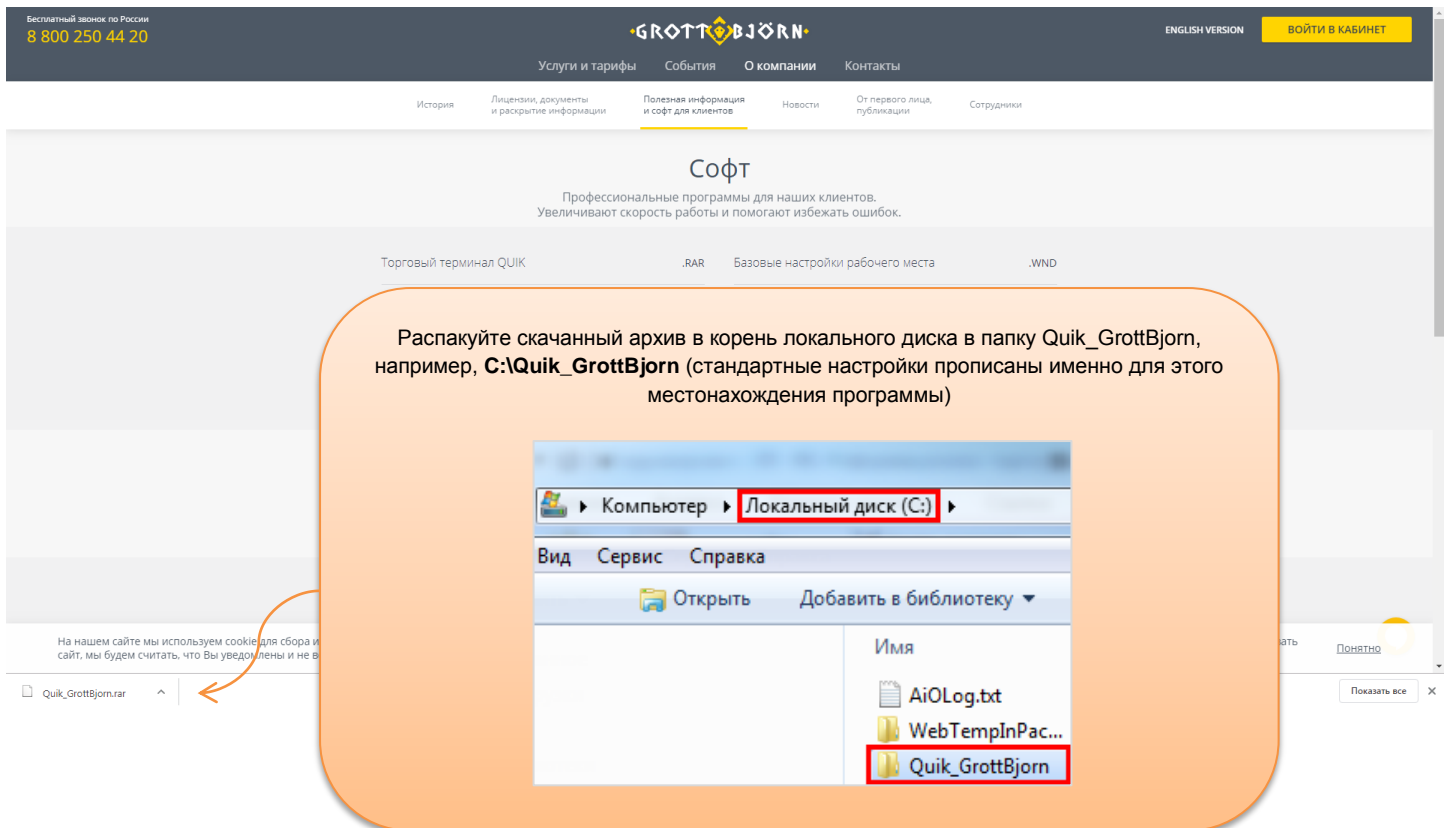 Бесплатный звонок по России
8 800 250 44 20
GROTTBJÖRN
ENGLISH VERSION
ВОЙТИ В КАБИНЕТ
Услуги и тарифы События О компании Контакты
История
Лицензии, документы
и раскрытие информации
Полезная информация
и софт для клиентов
Новости
От первого лица,
публикации
Сотрудники
Софт
Профессиональные программы для наших клиентов.
Увеличивают скорость работы и помогают избежать ошибок.
Торговый терминал QUIK .RAR
Базовые настройки рабочего места .WND
Распакуйте скачанный архив в корень локального диска в папку Quik_GrottBjorn,
например, C:\Quik_GrottBjorn (стандартные настройки прописаны именно для этого
местонахождения программы)
Компьютер Локальный диск (C:)
Вид Сервис Справка
Открыть Добавить в библиотеку
Имя
AiOLog.txt
WebTempInPac...
Quik_GrottBjorn
На нашем сайте мы используем cookie для сбора и
сайт, мы будем считать, что Вы уведомлены и не в
Понятно
Quik_GrottBjorn.rar
Показать все